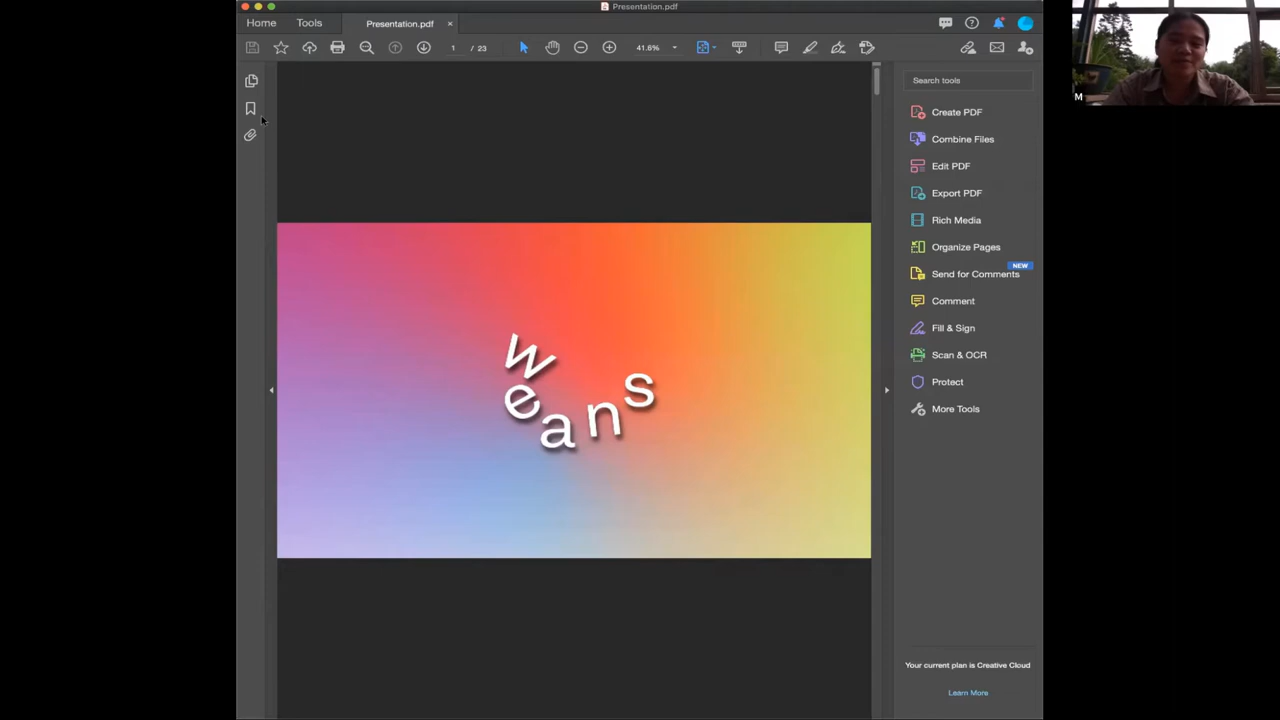 Presentation.pdf
Home Tools Presentation.pdf ×
1 / 23 41.6%
Search tools
M
Create PDF
Combine Files
Edit PDF
Export PDF
Rich Media
Organize Pages
NEW
Send for Comments
Comment
Fill & Sign
Scan & OCR
Protect
More Tools
weans
Your current plan is Creative Cloud
Learn More